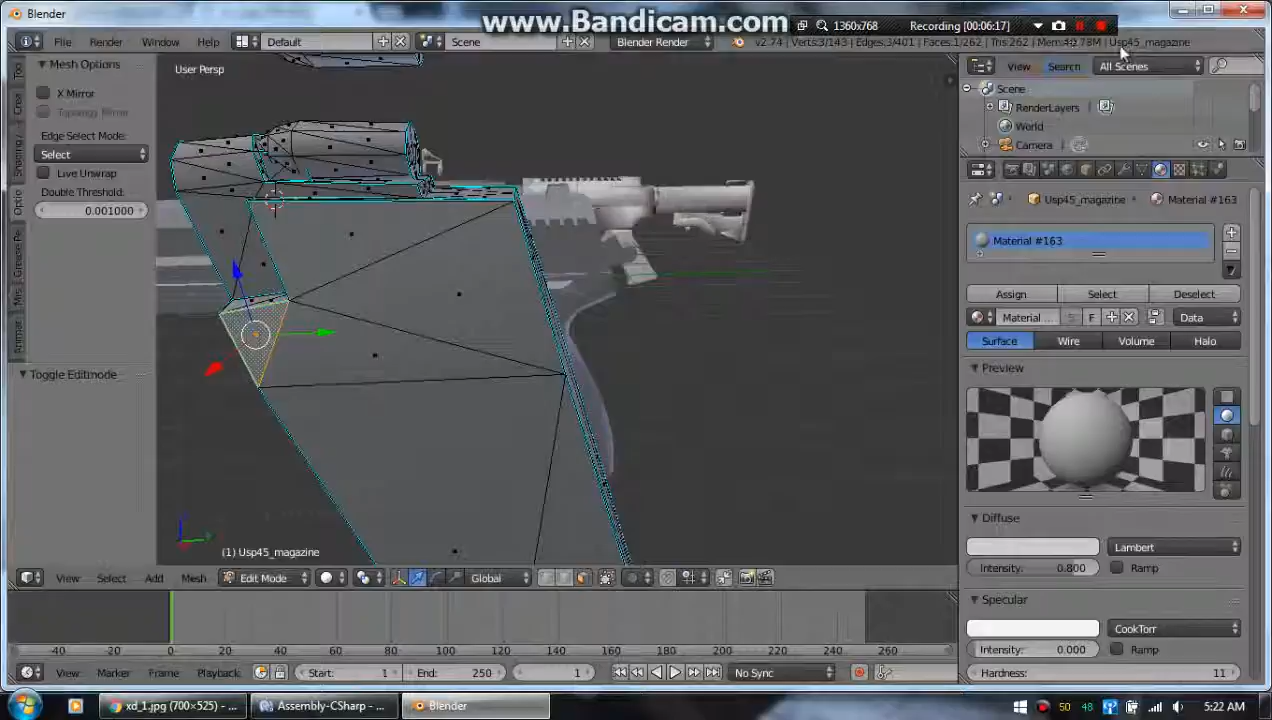 www.Bandicam.com
Blender
1360x768
Recording [00:06:17]
File Render Window Help Default Scene Blender Render v2.74 | Verts:3/143 | Edges:3/401 | Faces:1/262 | Tris:262 | Usp45_magazine
Mesh Options
X Mirror
Topology Mirror
Edge Select Mode:
Select
Live Unwrap
Double Threshold:
0.001000
Toggle Editmode
User Persp
(1) Usp45_magazine
View Search All Scenes
Scene
RenderLayers
World
Camera
Usp45_magazine Material #163
Material #163
Assign Select Deselect
Material ... F Data
Surface Wire Volume Halo
Preview
Diffuse
Lambert
Intensity: 0.800 Ramp
Specular
CookTorr
Intensity: 0.000 Ramp
Hardness: 11
View Select Add Mesh Edit Mode Global
-40 -20 0 20 40 60 80 100 120 140 160 180 200 220 240 260
View Marker Frame Playback Start: 1 End: 250 1 No Sync
xd_1.jpg (700×525) - ... Assembly-CSharp - ... Blender 50 48 5:22 AM